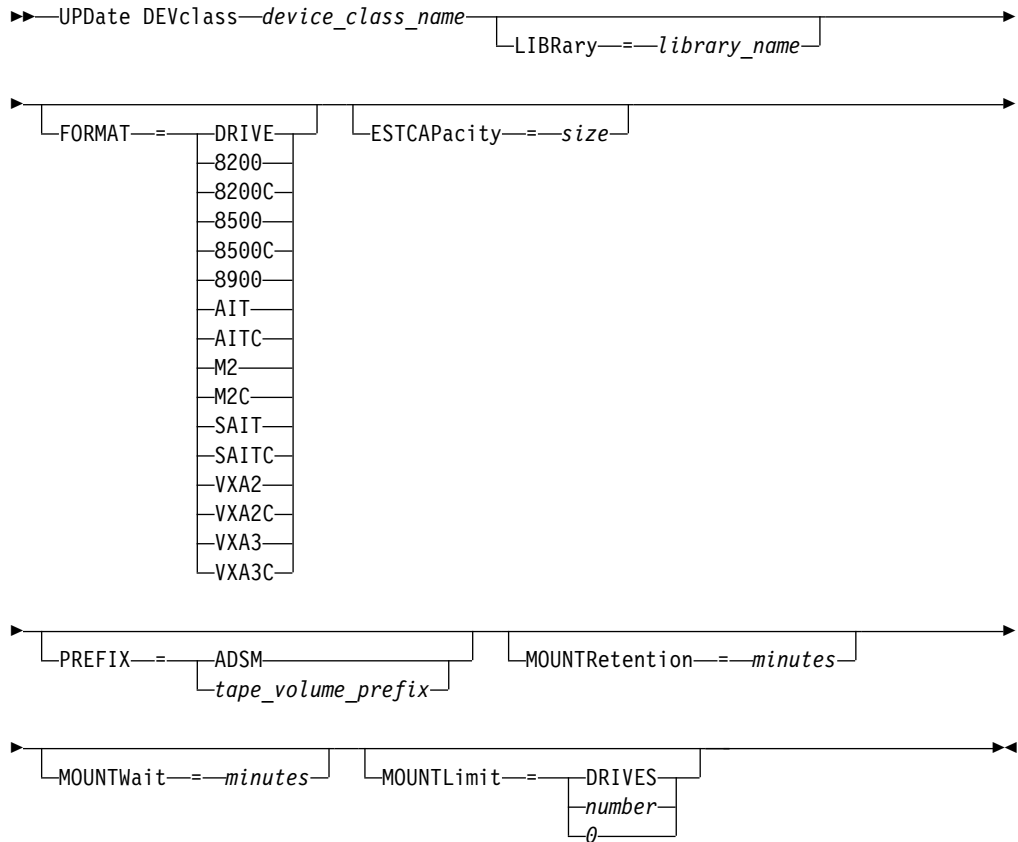 UPDate DEVclass device_class_name
LIBRary = library_name
FORMAT = DRIVE ESTCAPacity = size
8200
8200C
8500
8500C
8900
AIT
AITC
M2
M2C
SAIT
SAITC
VXA2
VXA2C
VXA3
VXA3C
PREFIX = ADSM MOUNTRetention = minutes
tape_volume_prefix
MOUNTWait = minutes MOUNTLimit = DRIVES
number
0